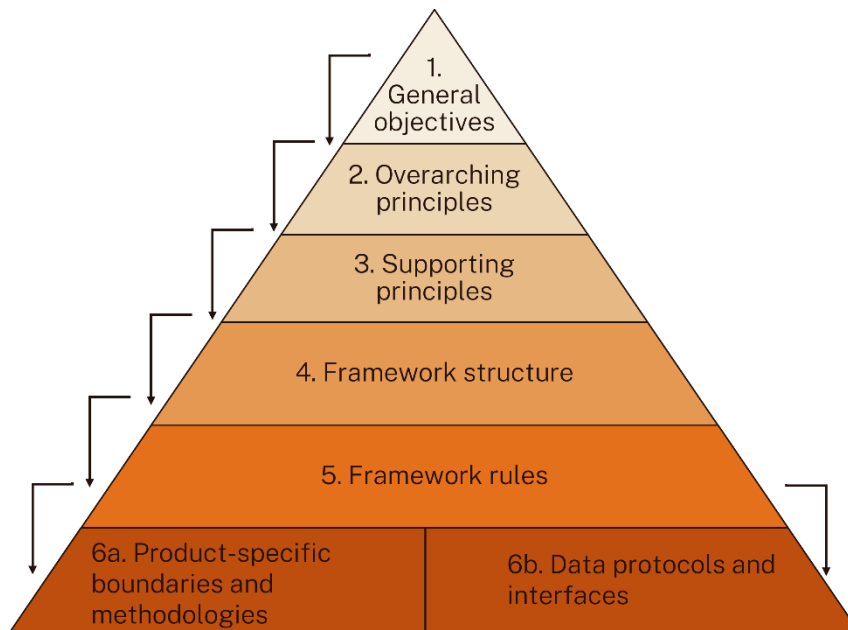 1.
General
objectives
2. Overarching
principles
3. Supporting
principles
4. Framework structure
5. Framework rules
6a. Product-specific
boundaries and
methodologies
6b. Data protocols and
interfaces